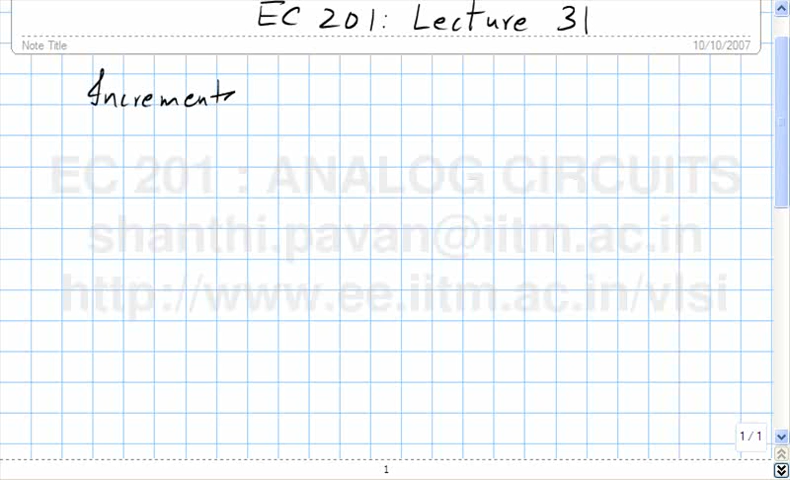 EC 201: Lecture 31
Note Title
10/10/2007
Increment
EC 201 : ANALOG CIRCUITS
shanthi.pavan@iitm.ac.in
http://www.ee.iitm.ac.in/vlsi
1 / 1
1